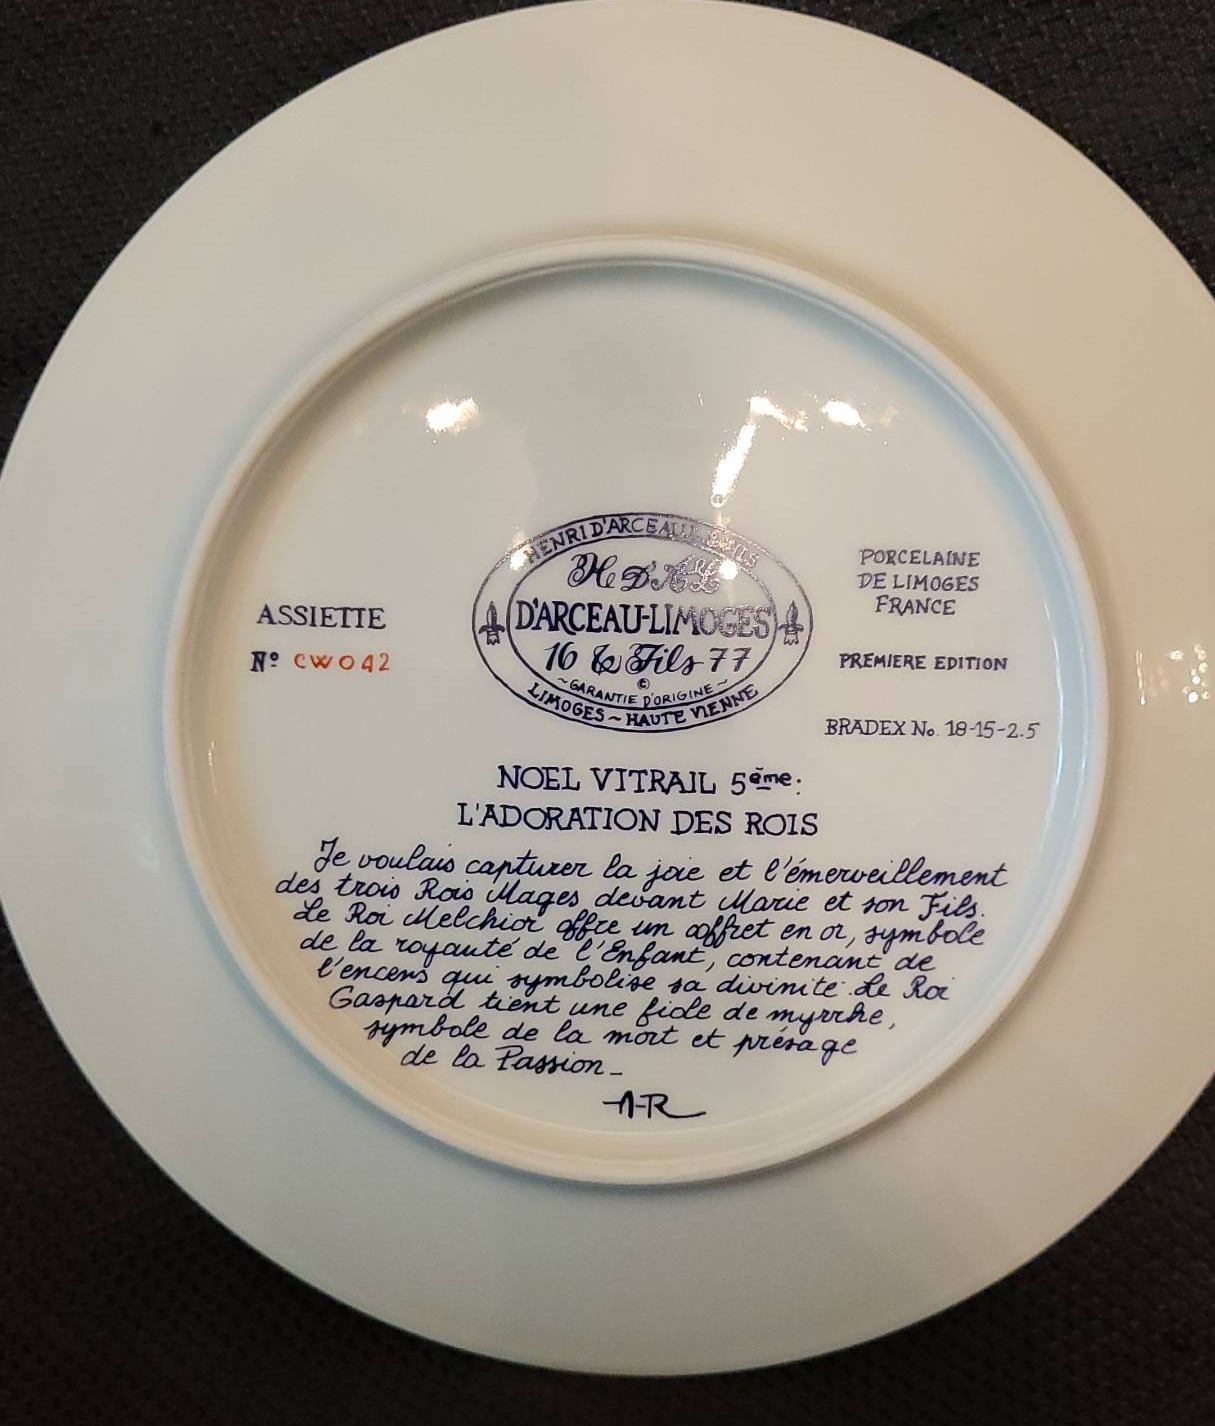 HENRI D'ARCEAU & FILS
H D'A L
D'ARCEAU-LIMOGES
16 & Fils 77
©
~GARANTIE D'ORIGINE~
LIMOGES ~ HAUTE VIENNE
ASSIETTE
Nº CW042
PORCELAINE
DE LIMOGES
FRANCE
PREMIERE EDITION
BRADEX No. 18-15-2.5
NOEL VITRAIL 5ème:
L'ADORATION DES ROIS
Je voulais capturer la joie et l'émerveillement
des trois Rois Mages devant Marie et son Fils.
Le Roi Melchior offre un coffret en or, symbole
de la royauté de l'Enfant, contenant de
l'encens qui symbolise sa divinité. Le Roi
Gaspard tient une fiole de myrrhe,
symbole de la mort et présage
de la Passion_
A-R